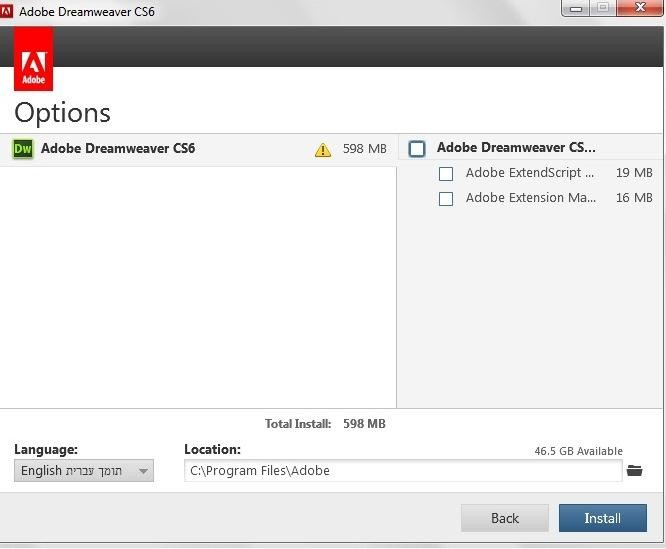 Adobe Dreamweaver CS6
Adobe
Options
Dw Adobe Dreamweaver CS6 598 MB
Adobe Dreamweaver CS...
Adobe ExtendScript ... 19 MB
Adobe Extension Ma... 16 MB
Total Install: 598 MB
Language:
English תומך עברית
Location: 46.5 GB Available
C:\Program Files\Adobe
Back Install